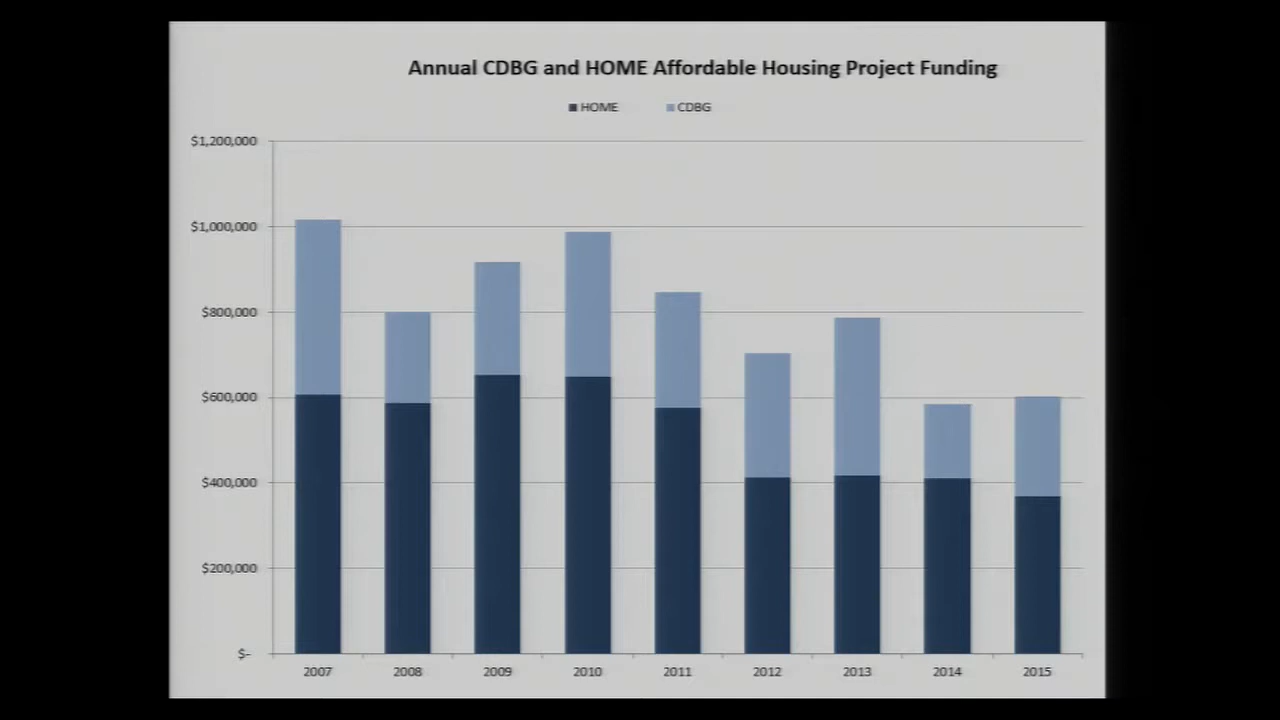 Annual CDBG and HOME Affordable Housing Project Funding
HOME CDBG
$1,200,000
$1,000,000
$800,000
$600,000
$400,000
$200,000
$-
2007 2008 2009 2010 2011 2012 2013 2014 2015